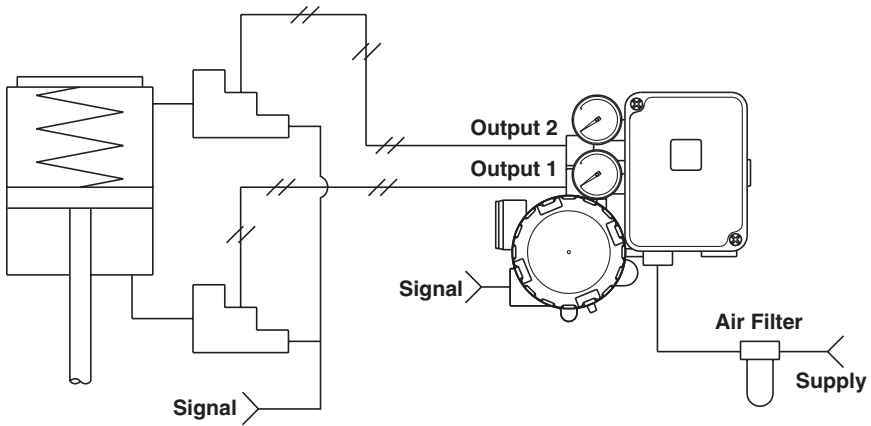 Output 2
Output 1
Signal
Air Filter
Supply
Signal